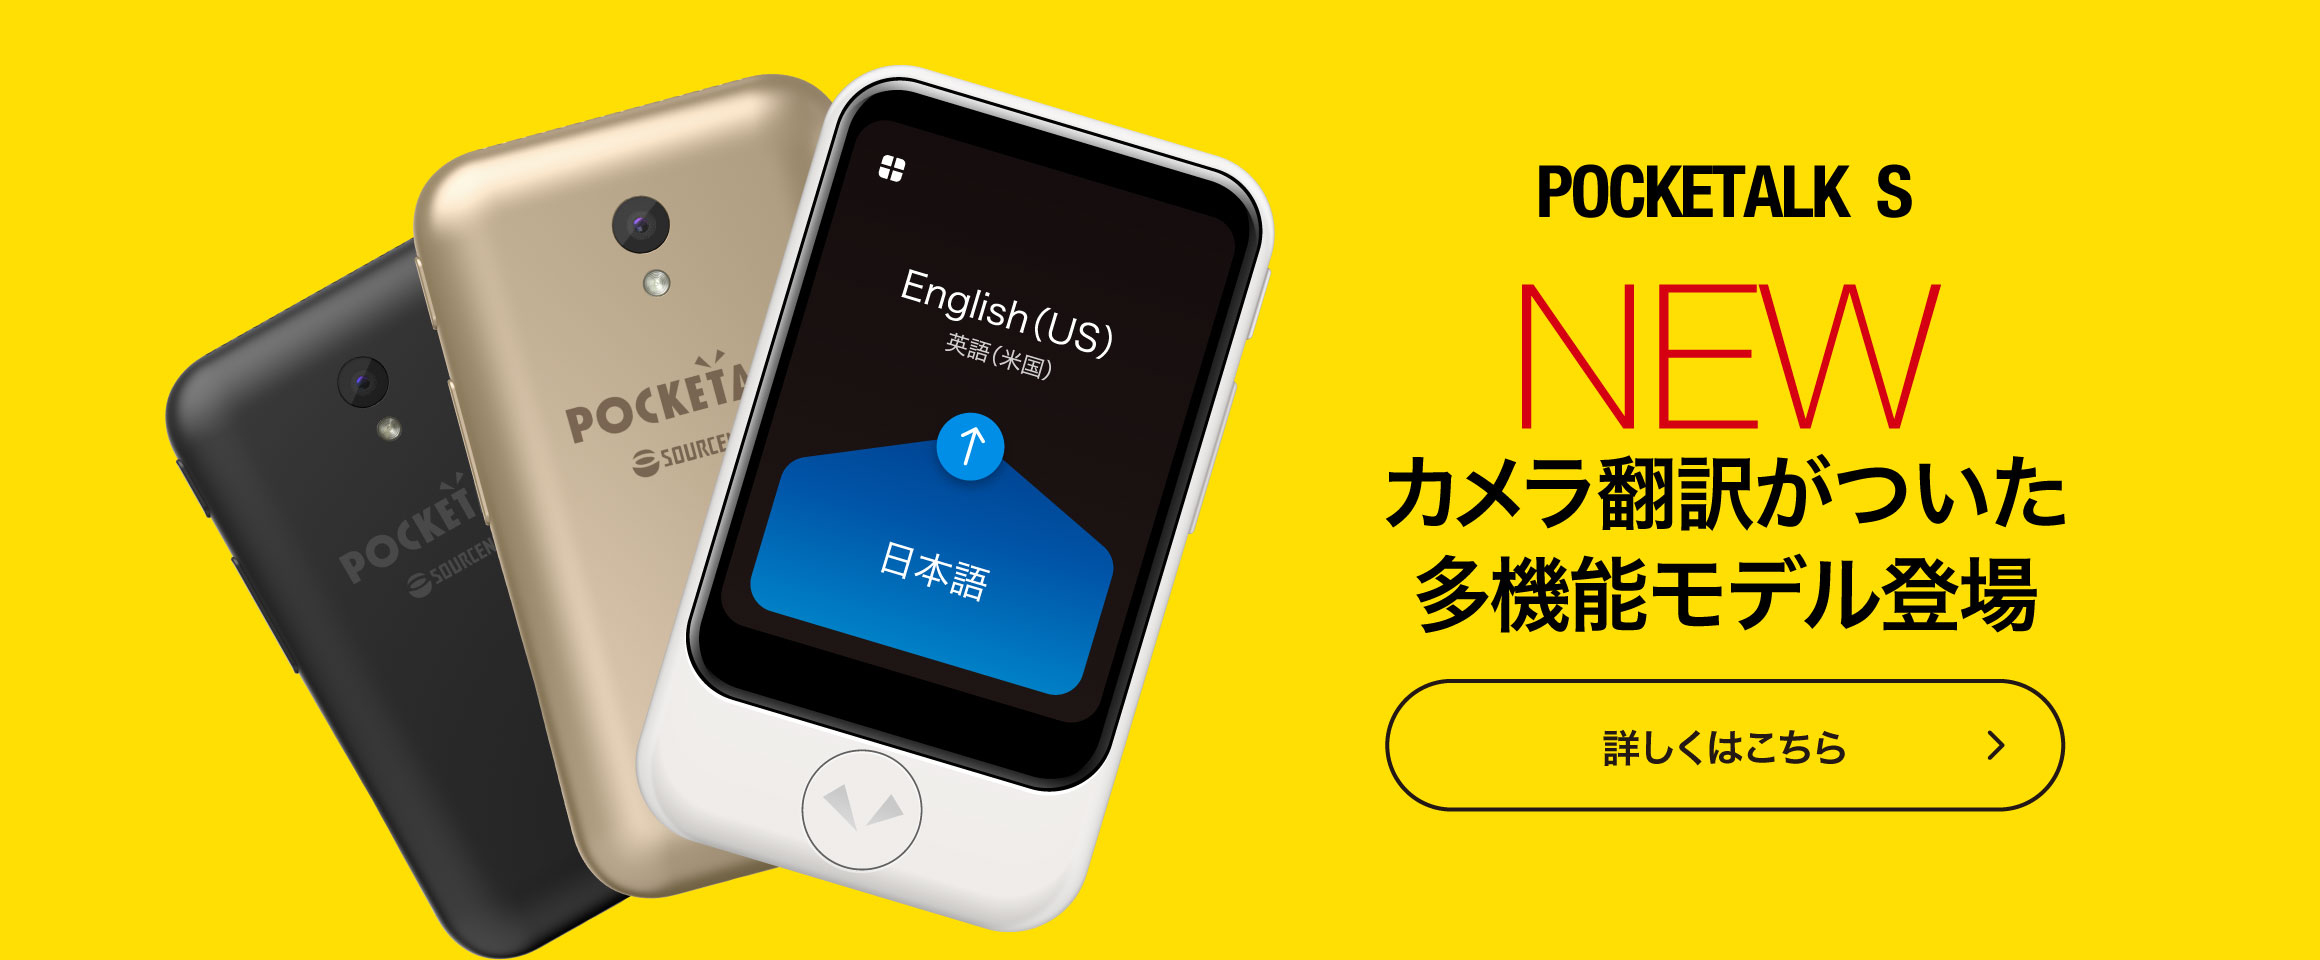 POCKETALK S
NEW
カメラ翻訳がついた
多機能モデル登場
詳しくはこちら
English(US)
英語(米国)
日本語
POCKETA
SOURCEN
POCKET
SOURCEN